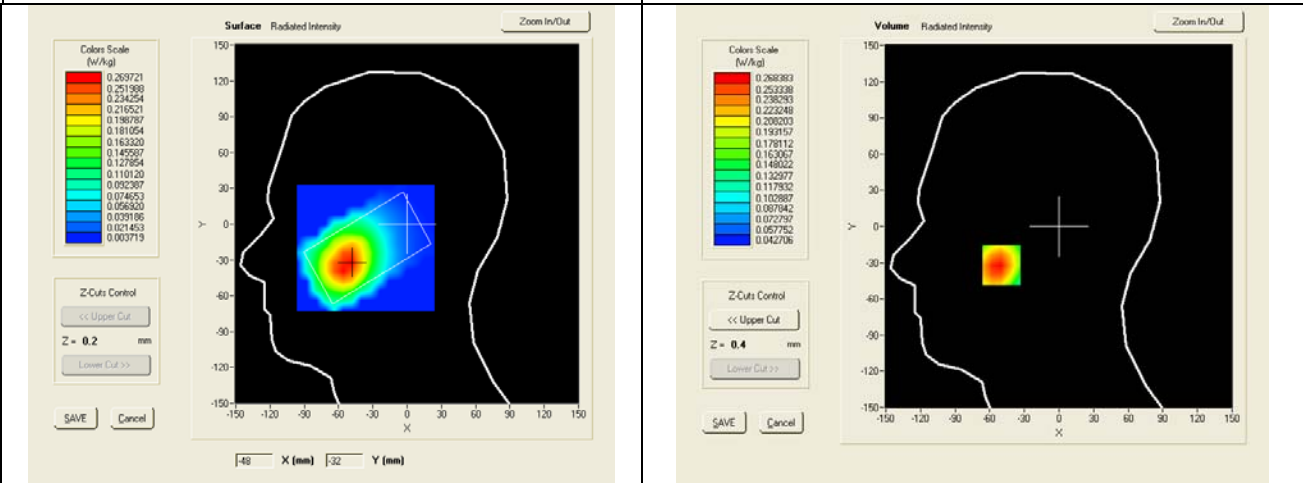 Surface Radiated Intensity
Zoom In/Out
Colors Scale
(W/kg)
0.269721
0.251988
0.234254
0.216521
0.198787
0.181054
0.163320
0.145587
0.127854
0.110120
0.092387
0.074653
0.056920
0.039186
0.021453
0.003719
Z-Cuts Control
<< Upper Cut
Z = 0.2 mm
Lower Cut >>
SAVE Cancel
150
120
90
60
30
0
-30
-60
-90
-120
-150
Y
-150 -120 -90 -60 -30 0 30 60 90 120 150
X
-48 X (mm) -32 Y (mm)
Volume Radiated Intensity
Zoom In/Out
Colors Scale
(W/kg)
0.268383
0.253338
0.238293
0.223248
0.208203
0.193157
0.178112
0.163067
0.148022
0.132977
0.117932
0.102887
0.087842
0.072797
0.057752
0.042706
Z-Cuts Control
<< Upper Cut
Z = 0.4 mm
Lower Cut >>
SAVE Cancel
150
120
90
60
30
0
-30
-60
-90
-120
-150
Y
-150 -120 -90 -60 -30 0 30 60 90 120 150
X